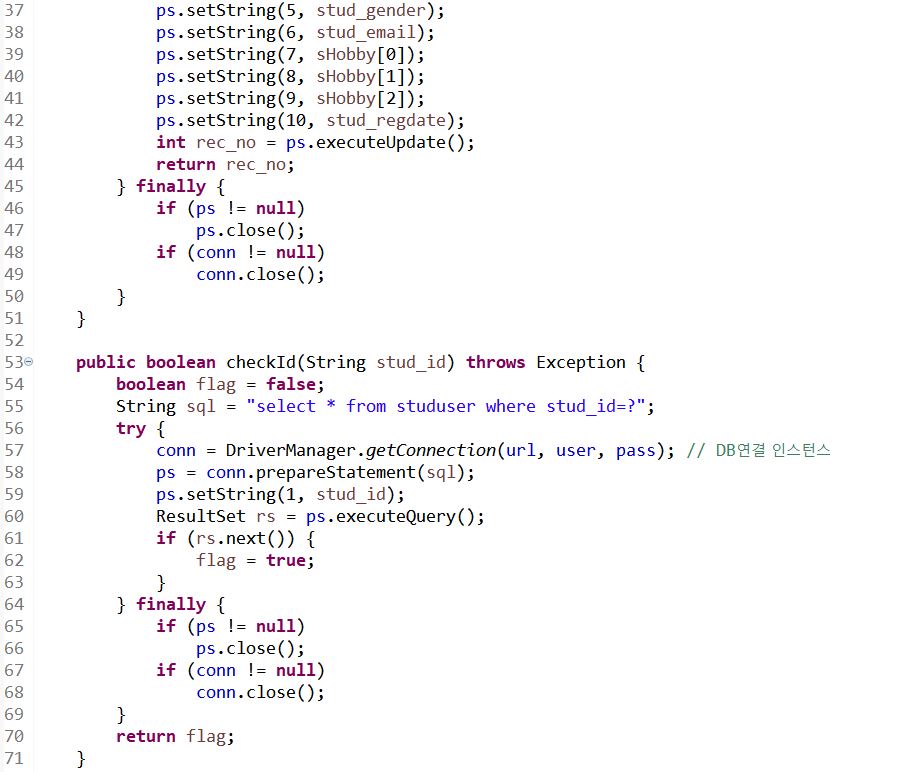 37 ps.setString(5, stud_gender);
38 ps.setString(6, stud_email);
39 ps.setString(7, sHobby[0]);
40 ps.setString(8, sHobby[1]);
41 ps.setString(9, sHobby[2]);
42 ps.setString(10, stud_regdate);
43 int rec_no = ps.executeUpdate();
44 return rec_no;
45 } finally {
46 if (ps != null)
47 ps.close();
48 if (conn != null)
49 conn.close();
50 }
51 }
52
53 public boolean checkId(String stud_id) throws Exception {
54 boolean flag = false;
55 String sql = "select * from studuser where stud_id=?";
56 try {
57 conn = DriverManager.getConnection(url, user, pass); // DB연결 인스턴스
58 ps = conn.prepareStatement(sql);
59 ps.setString(1, stud_id);
60 ResultSet rs = ps.executeQuery();
61 if (rs.next()) {
62 flag = true;
63 }
64 } finally {
65 if (ps != null)
66 ps.close();
67 if (conn != null)
68 conn.close();
69 }
70 return flag;
71 }